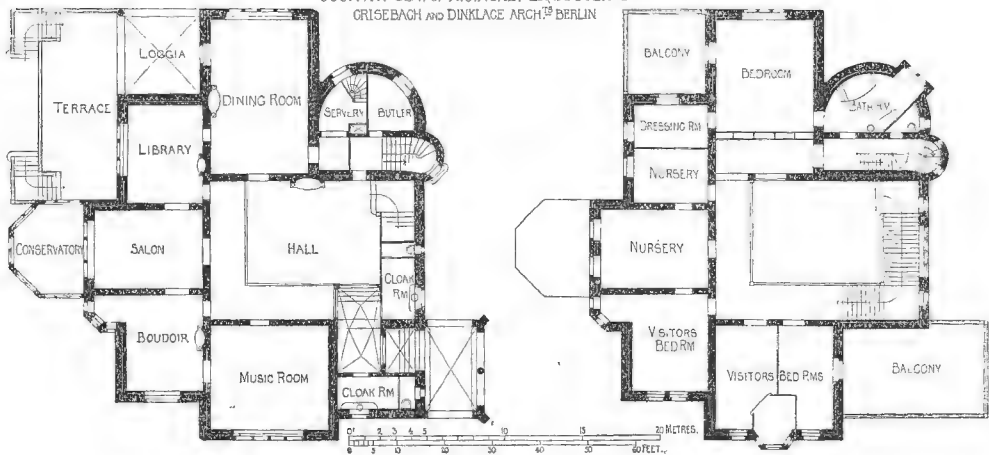 GRISEBACH AND DINKLAGE ARCHTS BERLIN
LOGGIA
TERRACE
DINING ROOM
SERVERY
BUTLER
LIBRARY
CONSERVATORY
SALON
HALL
CLOAK RM
BOUDOIR
MUSIC ROOM
CLOAK RM
BALCONY
BEDROOM
BATH
DRESSING RM
NURSERY
NURSERY
VISITORS
BED RM
VISITORS BED RMS
BALCONY
0 1 2 3 4 5 10 15 20 METRES.
0 5 10 20 30 40 50 60 FEET.